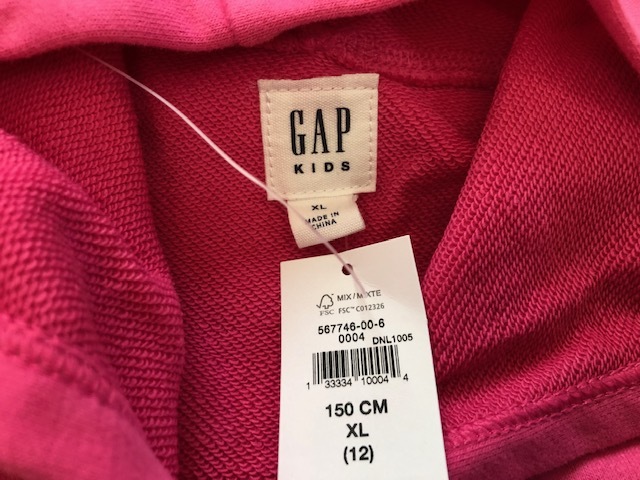 GAP
KIDS
XL
MADE IN
CHINA
FSC
MIX / MIXTE
FSC™ C012326
567746-00-6
0004 DNL1005
1 33334 10004 4
150 CM
XL
(12)